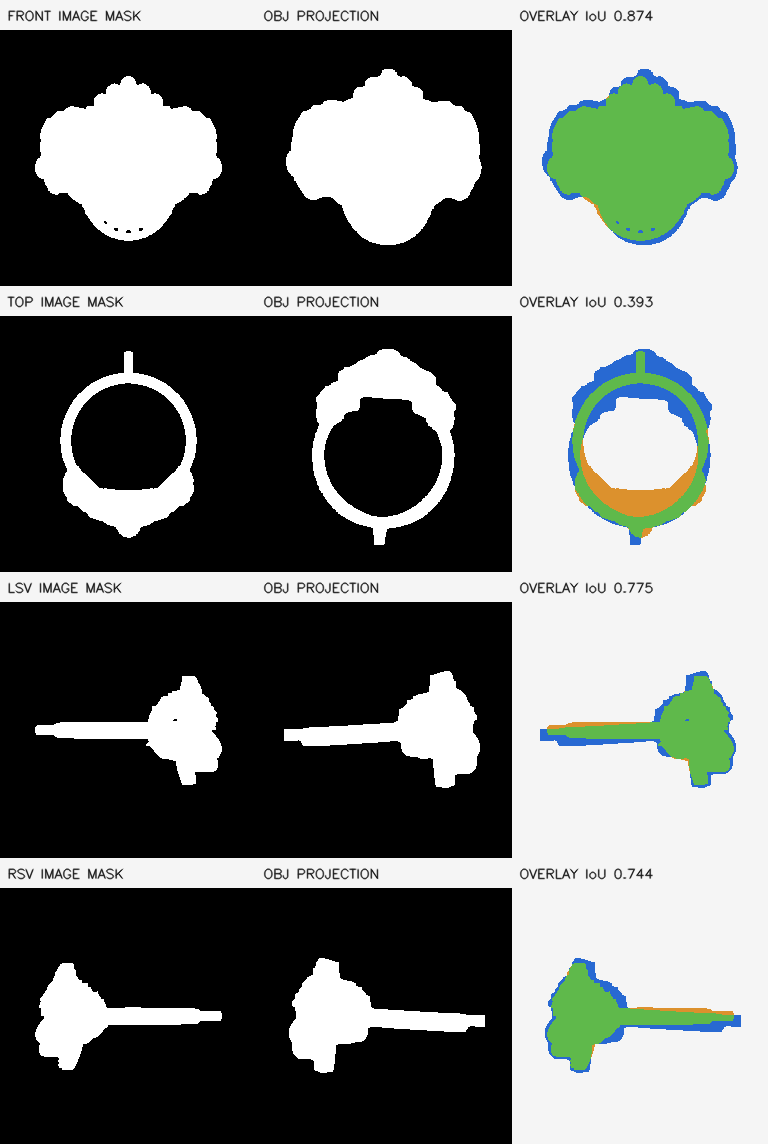 FRONT IMAGE MASK OBJ PROJECTION OVERLAY IoU 0.874
TOP IMAGE MASK OBJ PROJECTION OVERLAY IoU 0.393
LSV IMAGE MASK OBJ PROJECTION OVERLAY IoU 0.775
RSV IMAGE MASK OBJ PROJECTION OVERLAY IoU 0.744